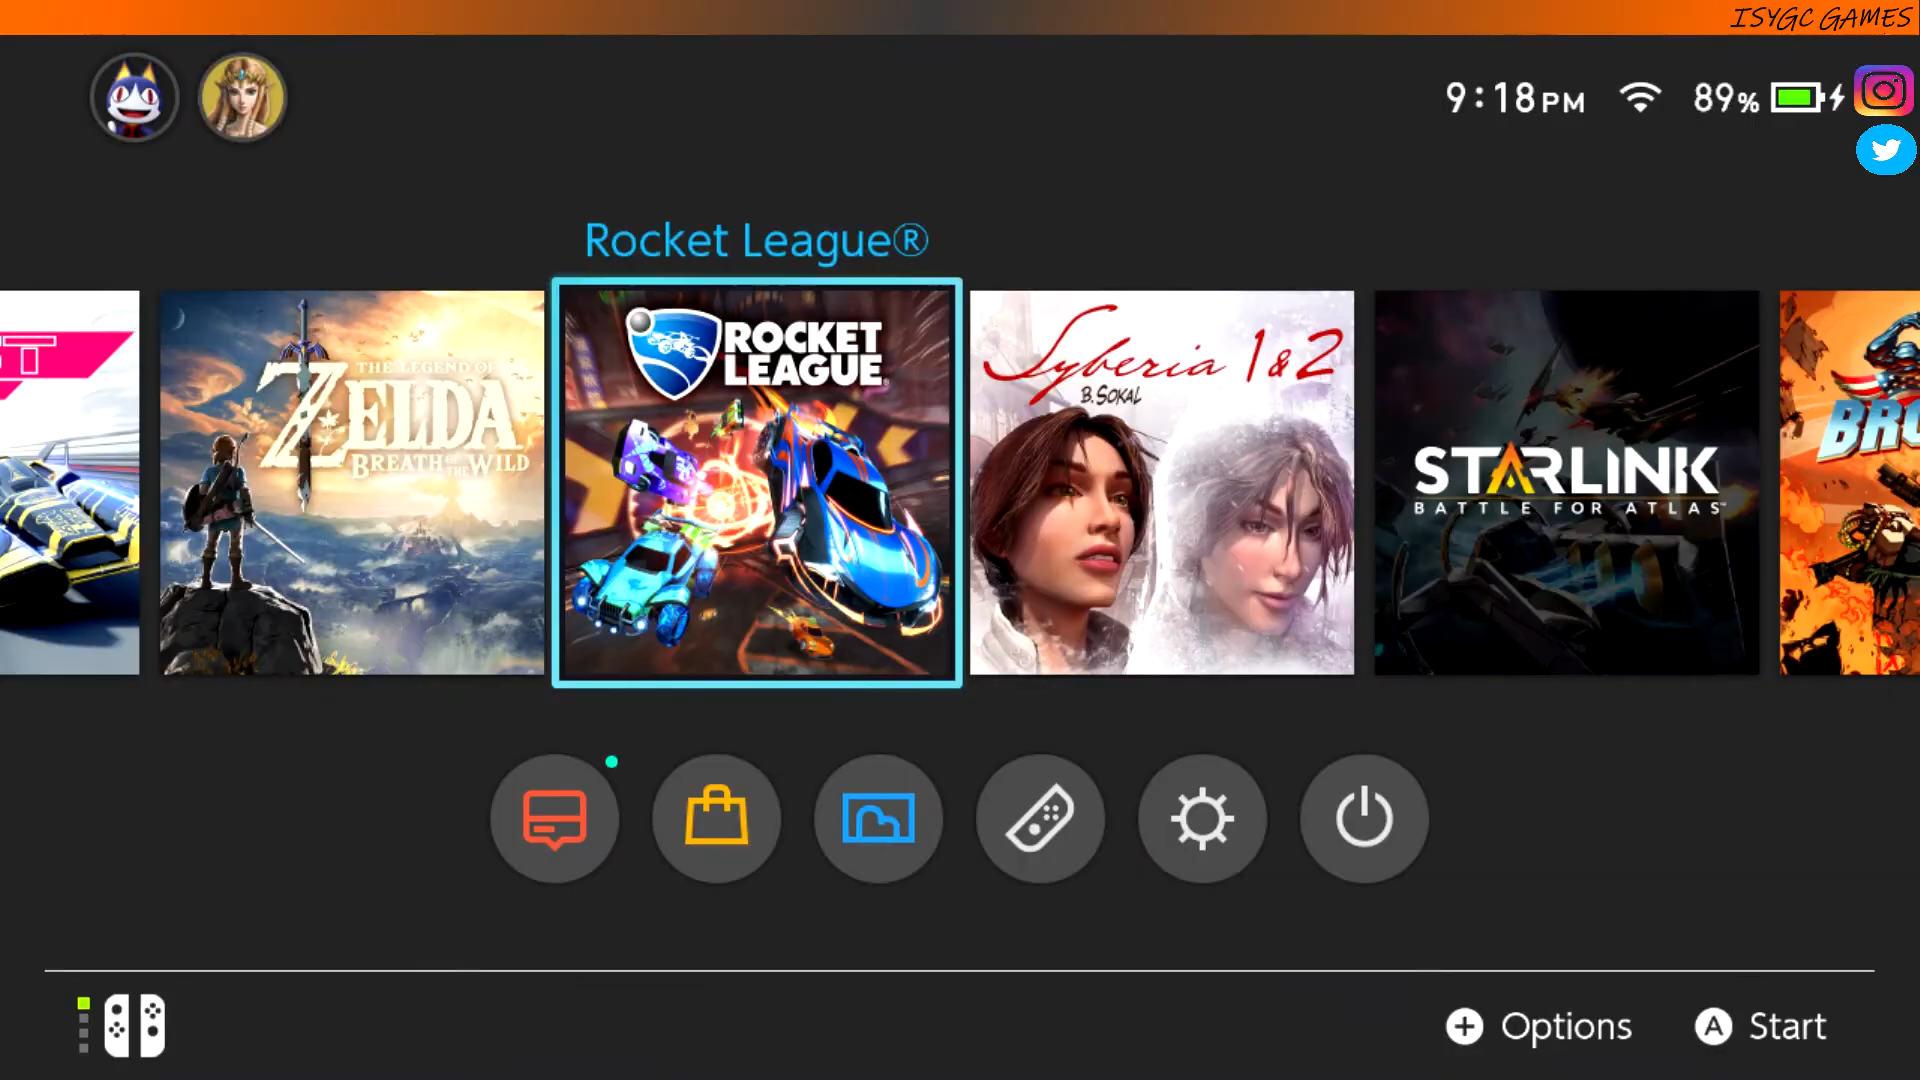 ISYGC GAMES
9:18 PM
89%
Rocket League®
THE LEGEND OF
ZELDA
BREATH OF THE WILD
ROCKET
LEAGUE
Syberia 1 & 2
B. SOKAL
STARLINK
BATTLE FOR ATLAS™
+ Options
A Start